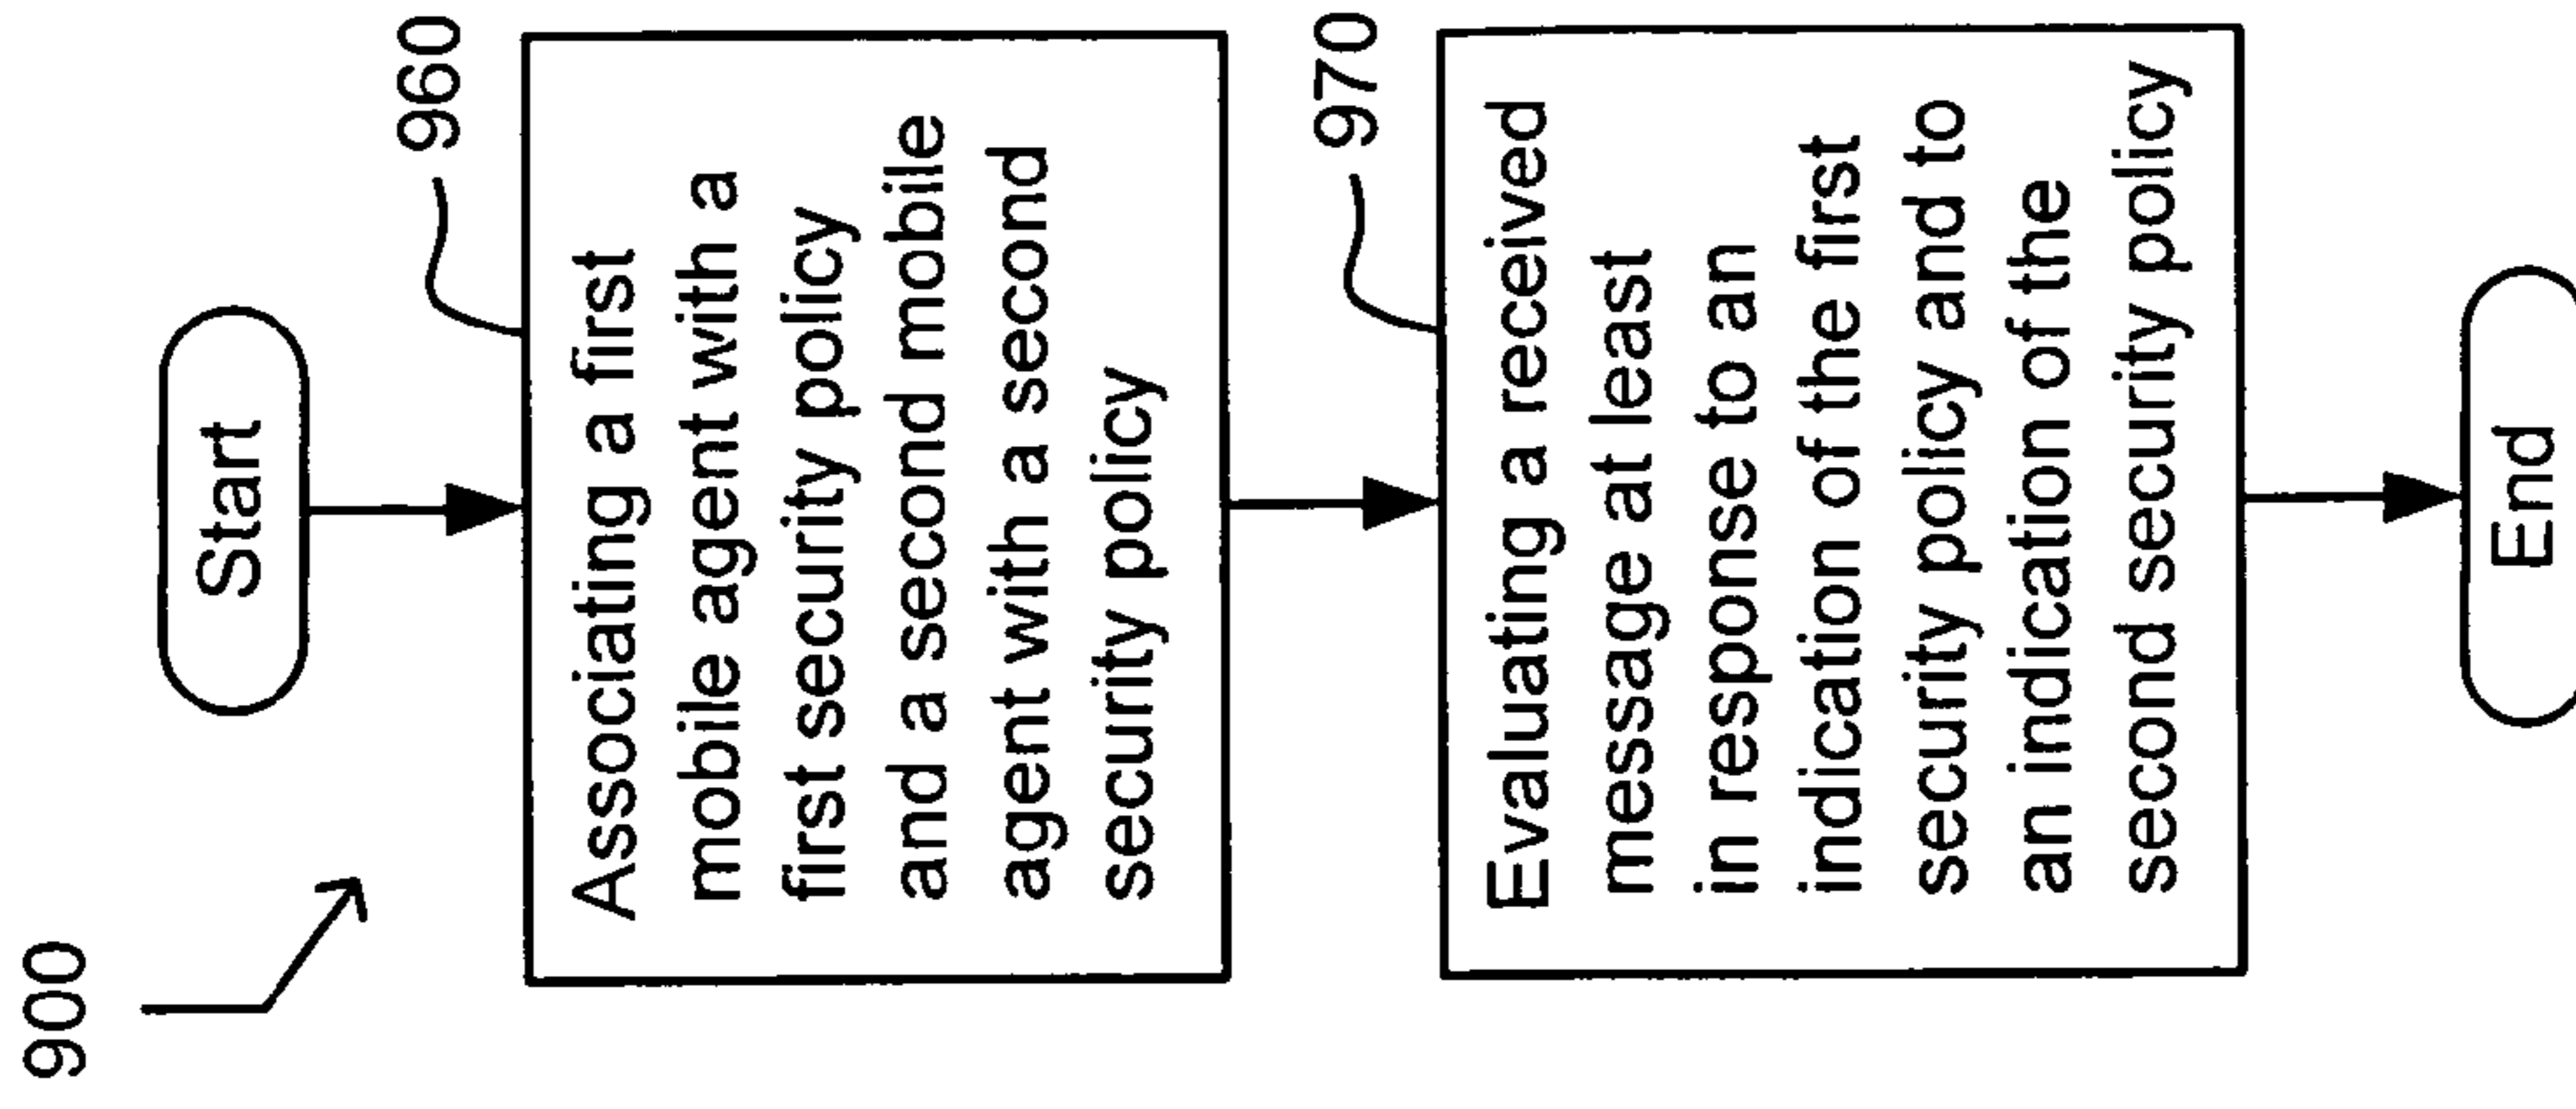 900
Start
960
Associating a first
mobile agent with a
first security policy
and a second mobile
agent with a second
security policy
970
Evaluating a received
message at least
in response to an
indication of the first
security policy and to
an indication of the
second security policy
End